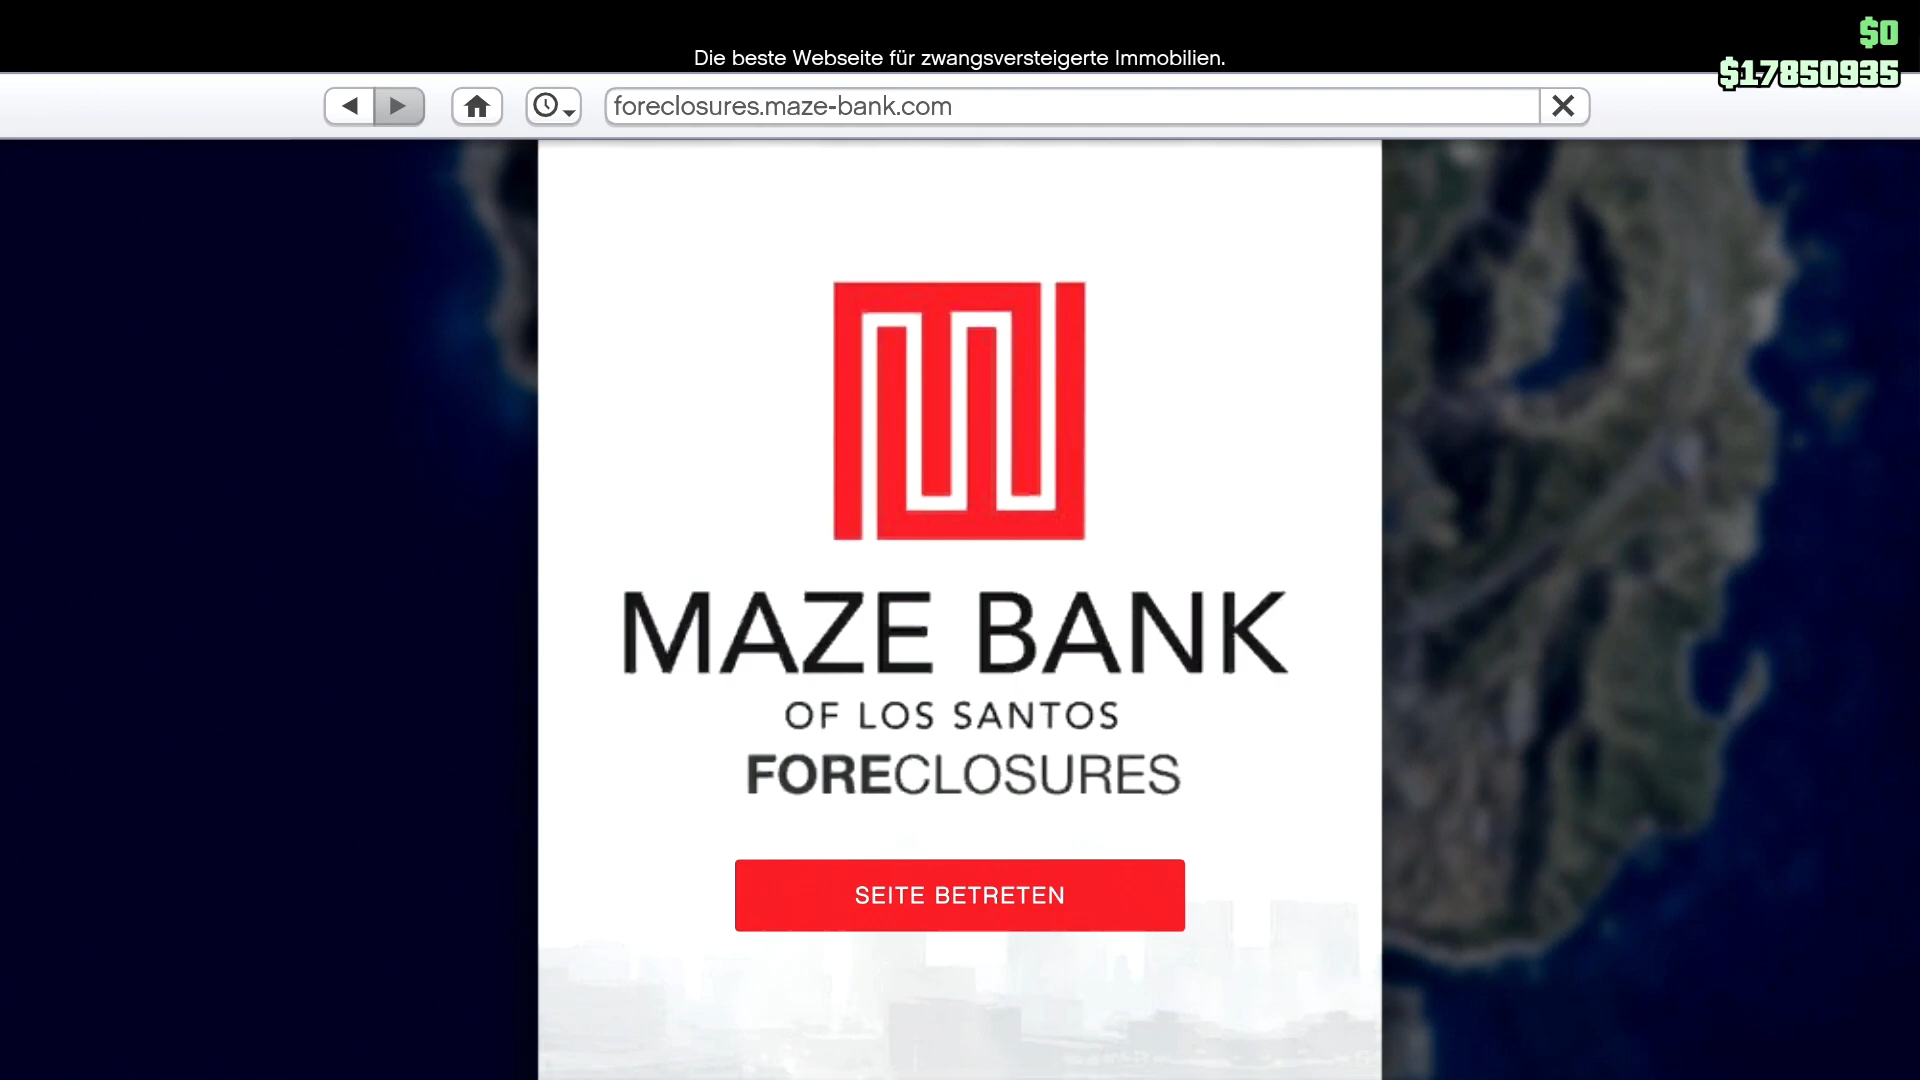 $0
Die beste Webseite für zwangsversteigerte Immobilien.
$17850935
foreclosures.maze-bank.com
MAZE BANK
OF LOS SANTOS
FORECLOSURES
SEITE BETRETEN